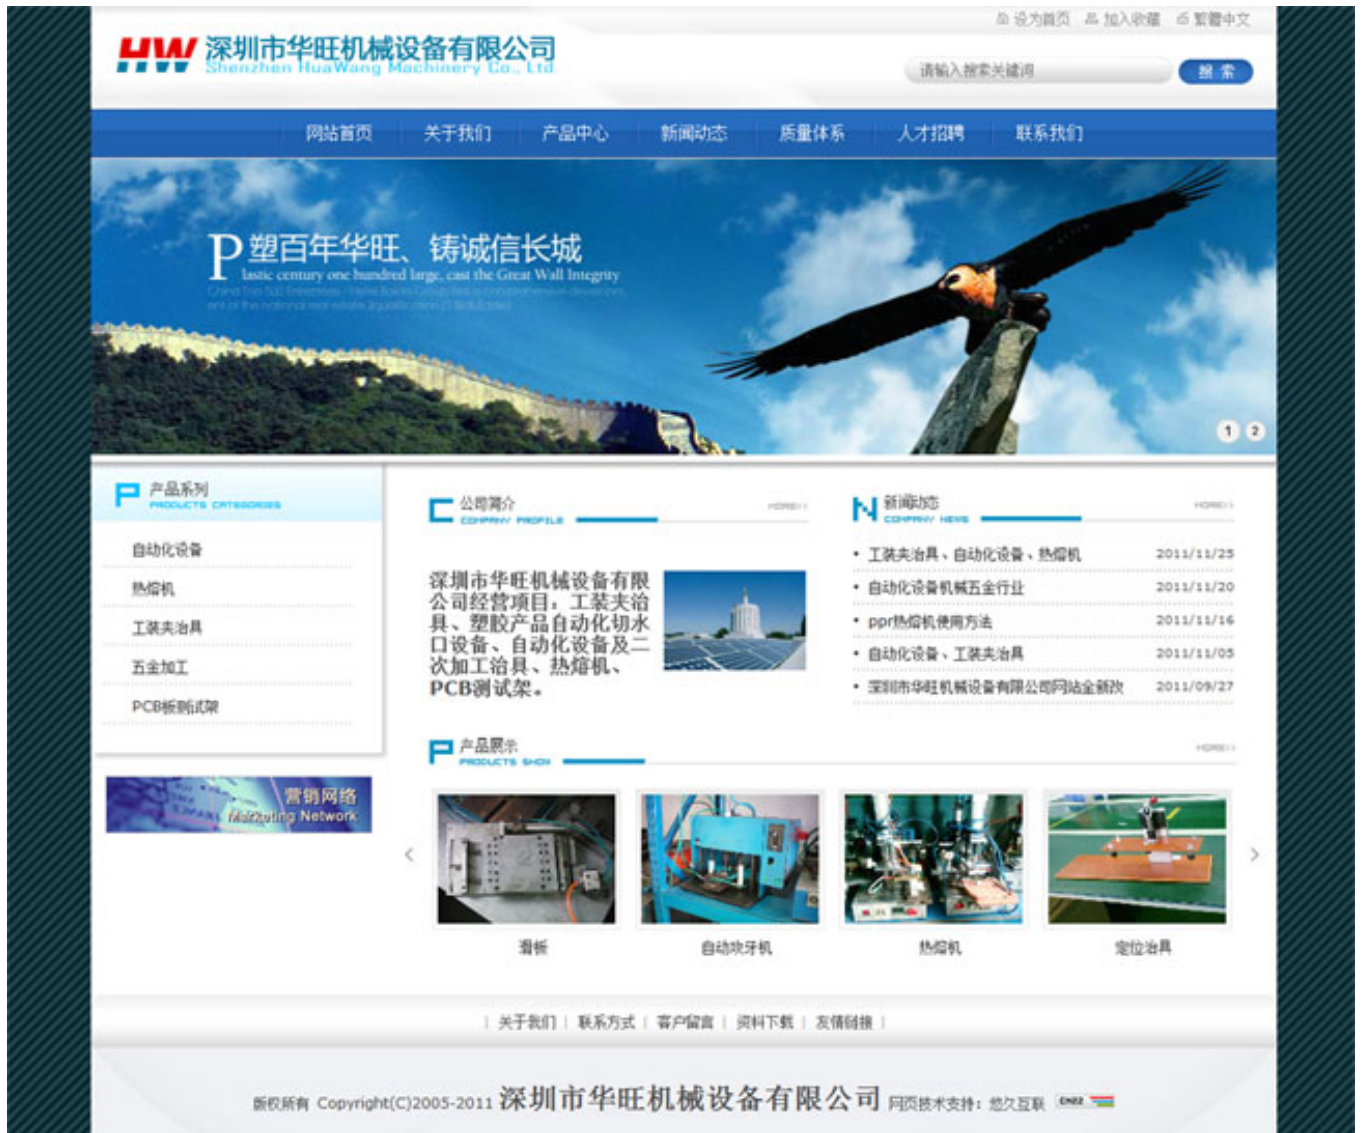 设为首页 加入收藏 繁體中文
HW 深圳市华旺机械设备有限公司
Shenzhen HuaWang Machinery Co., Ltd
请输入搜索关键词 搜 索
网站首页 关于我们 产品中心 新闻动态 质量体系 人才招聘 联系我们
P塑百年华旺、铸诚信长城
lastic century one hundred large, cast the Great Wall Integrity
1 2
P 产品系列
PRODUCTS CATEGORIES
自动化设备
热熔机
工装夹治具
五金加工
PCB板测试架
营销网络
Marketing Network
C 公司简介 MORE>>
COMPANY PROFILE
深圳市华旺机械设备有限
公司经营项目：工装夹治
具、塑胶产品自动化切水
口设备、自动化设备及二
次加工治具、热熔机、
PCB测试架。
N 新闻动态 MORE>>
COMPANY NEWS
• 工装夹治具、自动化设备、热熔机 2011/11/25
• 自动化设备机械五金行业 2011/11/20
• ppr热熔机使用方法 2011/11/16
• 自动化设备、工装夹治具 2011/11/05
• 深圳市华旺机械设备有限公司网站全新改 2011/09/27
P 产品展示 MORE>>
PRODUCTS SHOW
滑板 自动攻牙机 热熔机 定位治具
| 关于我们 | 联系方式 | 客户留言 | 资料下载 | 友情链接 |
版权所有 Copyright(C)2005-2011 深圳市华旺机械设备有限公司 网页技术支持：悠久互联 CNZZ